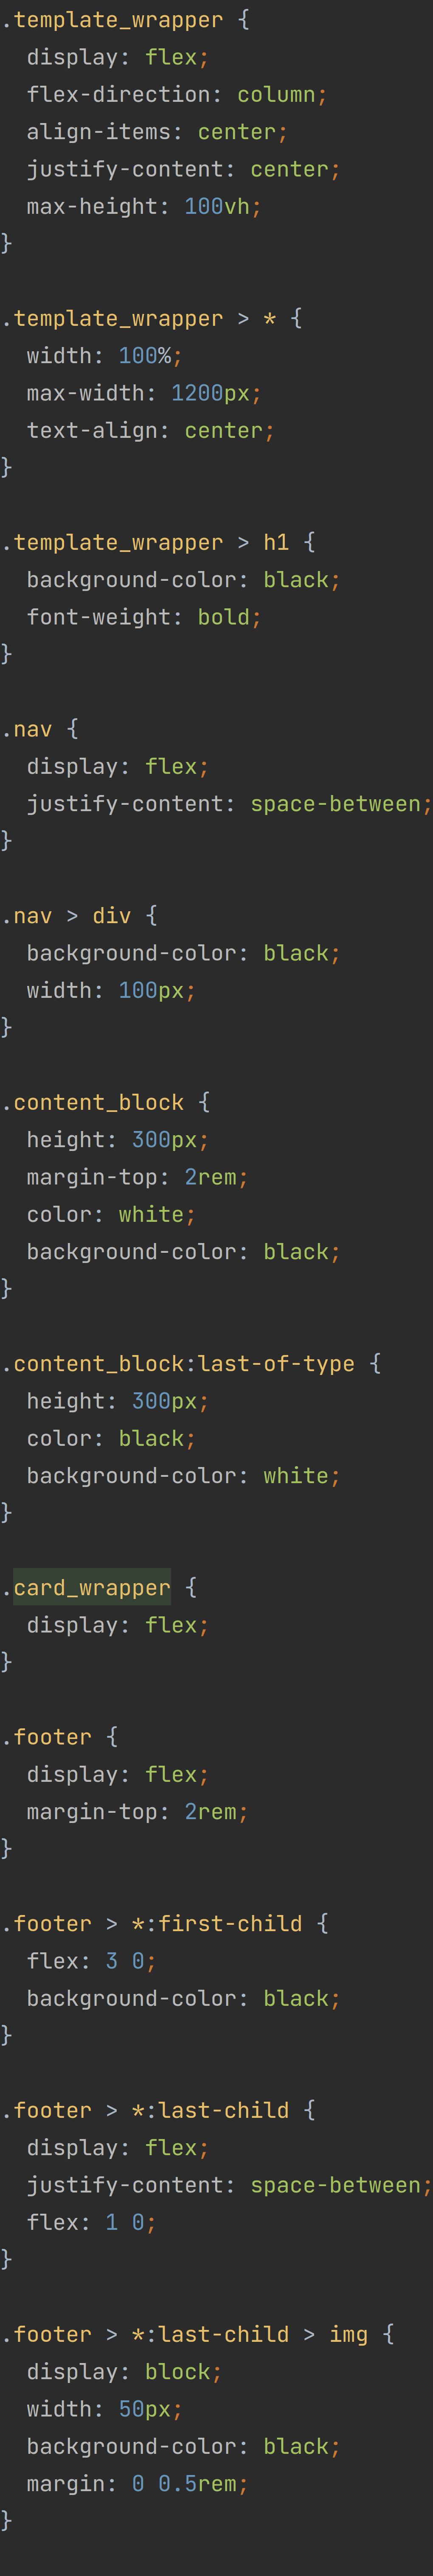 .template_wrapper {
  display: flex;
  flex-direction: column;
  align-items: center;
  justify-content: center;
  max-height: 100vh;
}

.template_wrapper > * {
  width: 100%;
  max-width: 1200px;
  text-align: center;
}

.template_wrapper > h1 {
  background-color: black;
  font-weight: bold;
}

.nav {
  display: flex;
  justify-content: space-between;
}

.nav > div {
  background-color: black;
  width: 100px;
}

.content_block {
  height: 300px;
  margin-top: 2rem;
  color: white;
  background-color: black;
}

.content_block:last-of-type {
  height: 300px;
  color: black;
  background-color: white;
}

.card_wrapper {
  display: flex;
}

.footer {
  display: flex;
  margin-top: 2rem;
}

.footer > *:first-child {
  flex: 3 0;
  background-color: black;
}

.footer > *:last-child {
  display: flex;
  justify-content: space-between;
  flex: 1 0;
}

.footer > *:last-child > img {
  display: block;
  width: 50px;
  background-color: black;
  margin: 0 0.5rem;
}